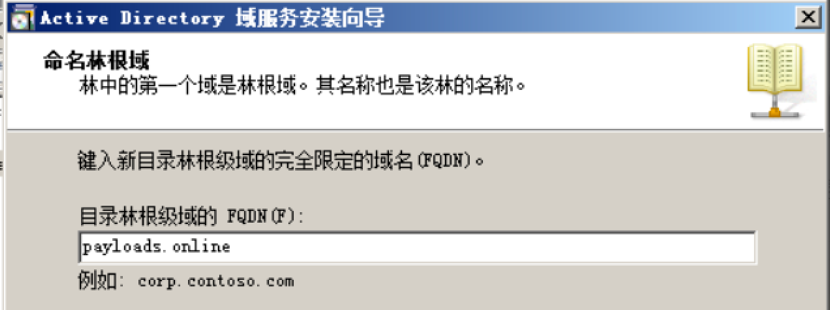 Active Directory 域服务安装向导
命名林根域
林中的第一个域是林根域。其名称也是该林的名称。
键入新目录林根级域的完全限定的域名(FQDN)。
目录林根级域的 FQDN(F):
payloads.online
例如: corp.contoso.com